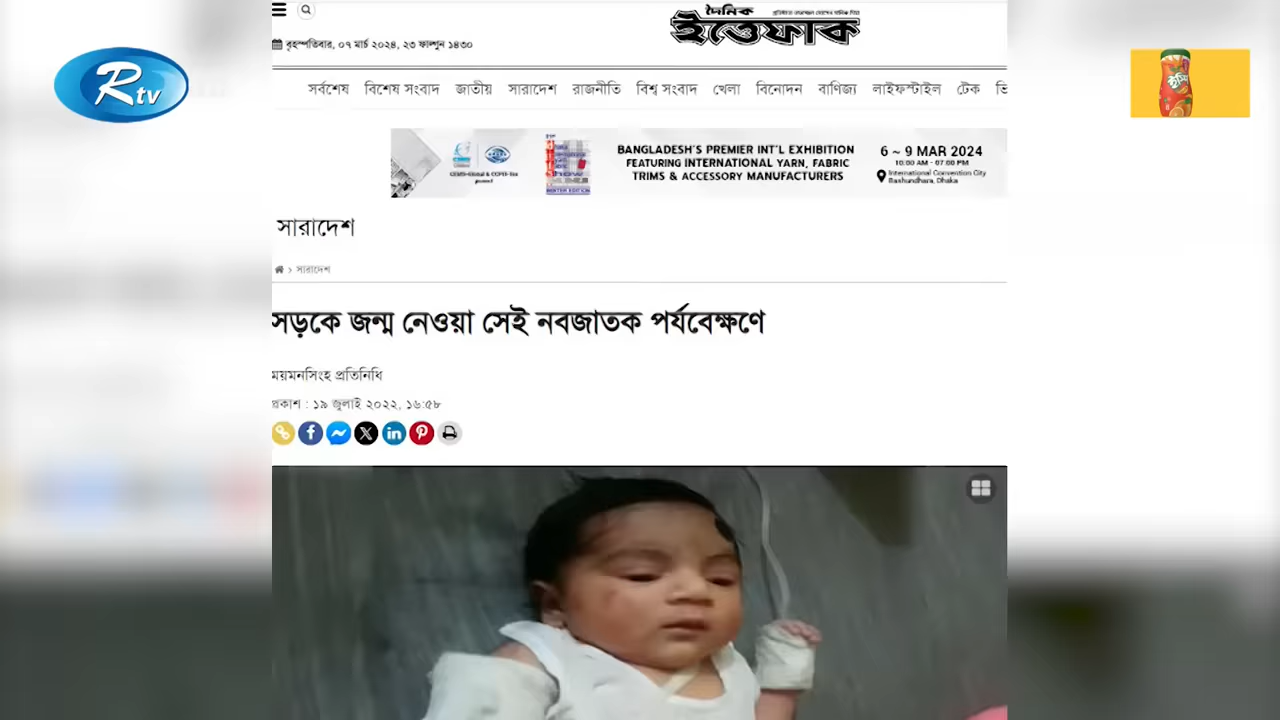 Rtv
দৈনিক
ইত্তেফাক
বৃহস্পতিবার, ০৭ মার্চ ২০২৪, ২৩ ফাল্গুন ১৪৩০
সর্বশেষ বিশেষ সংবাদ জাতীয় সারাদেশ রাজনীতি বিশ্ব সংবাদ খেলা বিনোদন বাণিজ্য লাইফস্টাইল টেক ভি
BANGLADESH'S PREMIER INT'L EXHIBITION
FEATURING INTERNATIONAL YARN, FABRIC
TRIMS & ACCESSORY MANUFACTURERS
6 ~ 9 MAR 2024
10:00 AM - 07:00 PM
International Convention City
Bashundhara, Dhaka
সারাদেশ
সারাদেশ
সড়কে জন্ম নেওয়া সেই নবজাতক পর্যবেক্ষণে
ময়মনসিংহ প্রতিনিধি
প্রকাশ : ১৯ জুলাই ২০২২, ১৬:৫৮